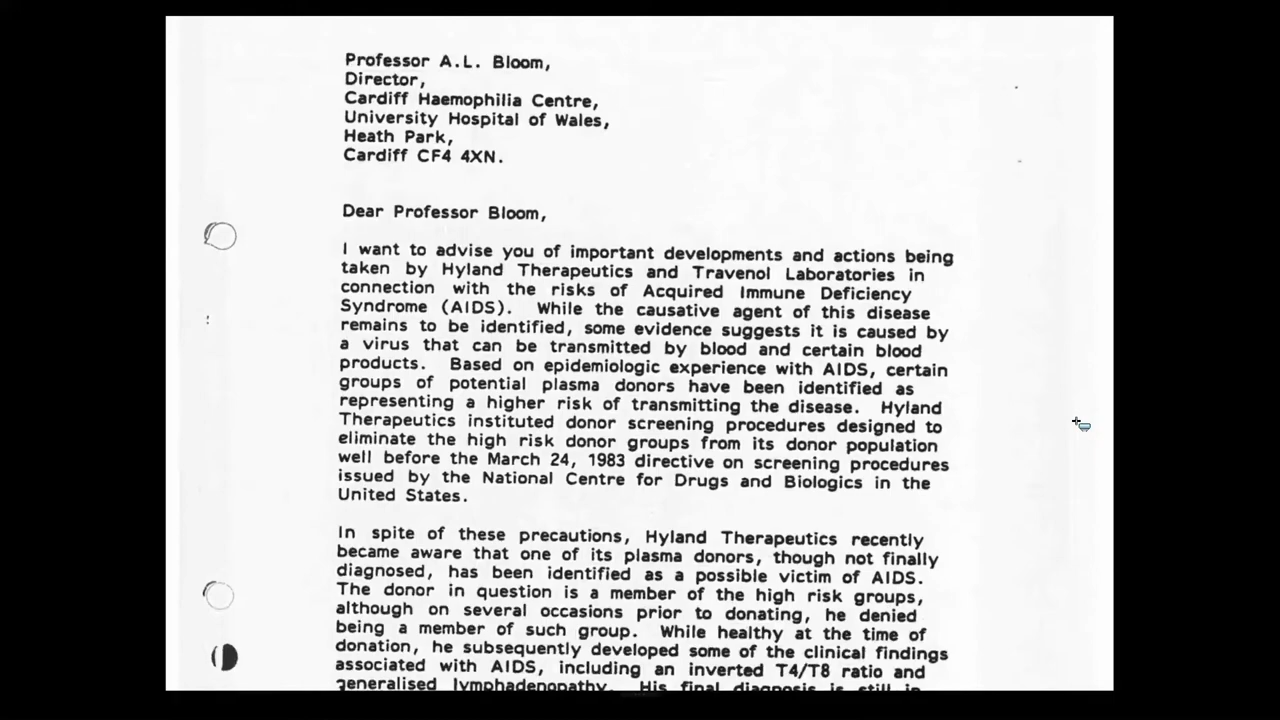 Professor A.L. Bloom,
Director,
Cardiff Haemophilia Centre,
University Hospital of Wales,
Heath Park,
Cardiff CF4 4XN.
Dear Professor Bloom,
I want to advise you of important developments and actions being
taken by Hyland Therapeutics and Travenol Laboratories in
connection with the risks of Acquired Immune Deficiency
Syndrome (AIDS). While the causative agent of this disease
remains to be identified, some evidence suggests it is caused by
a virus that can be transmitted by blood and certain blood
products. Based on epidemiologic experience with AIDS, certain
groups of potential plasma donors have been identified as
representing a higher risk of transmitting the disease. Hyland
Therapeutics instituted donor screening procedures designed to
eliminate the high risk donor groups from its donor population
well before the March 24, 1983 directive on screening procedures
issued by the National Centre for Drugs and Biologics in the
United States.
In spite of these precautions, Hyland Therapeutics recently
became aware that one of its plasma donors, though not finally
diagnosed, has been identified as a possible victim of AIDS.
The donor in question is a member of the high risk groups,
although on several occasions prior to donating, he denied
being a member of such group. While healthy at the time of
donation, he subsequently developed some of the clinical findings
associated with AIDS, including an inverted T4/T8 ratio and
generalised lymphadenopathy. His final diagnosis is still in